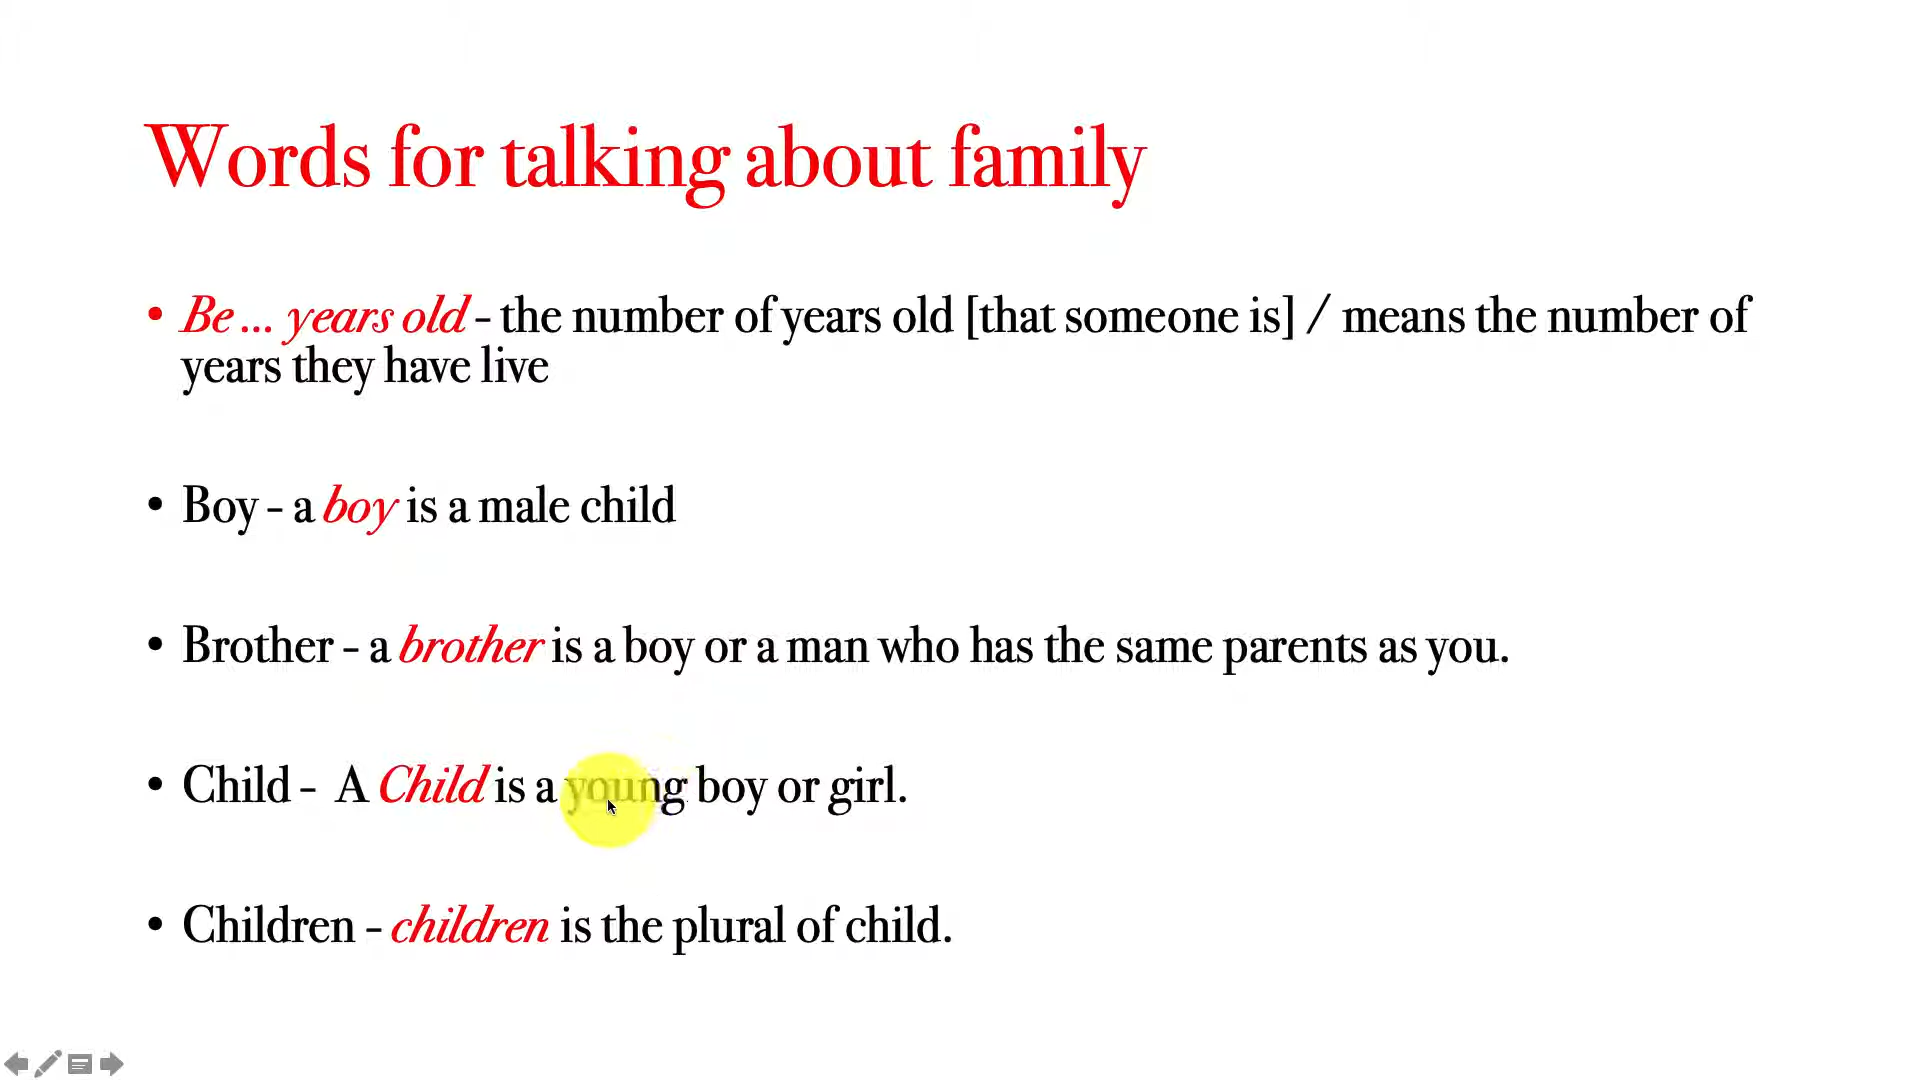 Words for talking about family
• Be ... years old - the number of years old [that someone is] / means the number of
years they have live
• Boy - a boy is a male child
• Brother - a brother is a boy or a man who has the same parents as you.
• Child - A Child is a young boy or girl.
• Children - children is the plural of child.